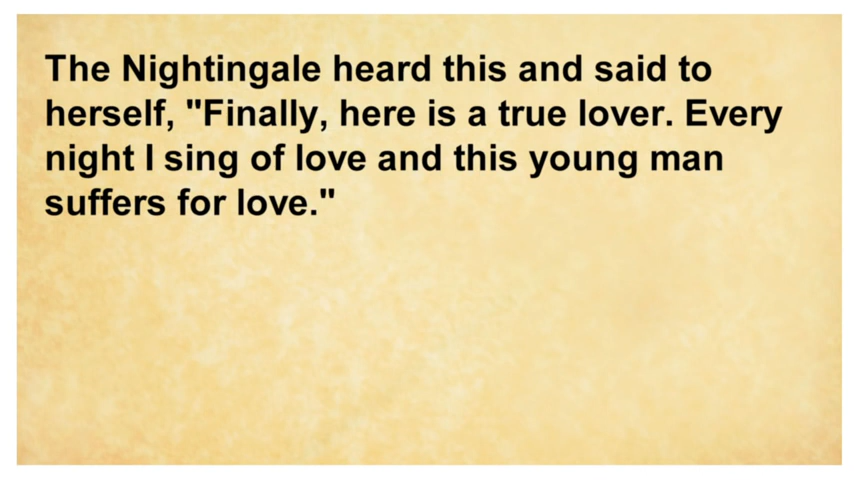 The Nightingale heard this and said to
herself, "Finally, here is a true lover. Every
night I sing of love and this young man
suffers for love."